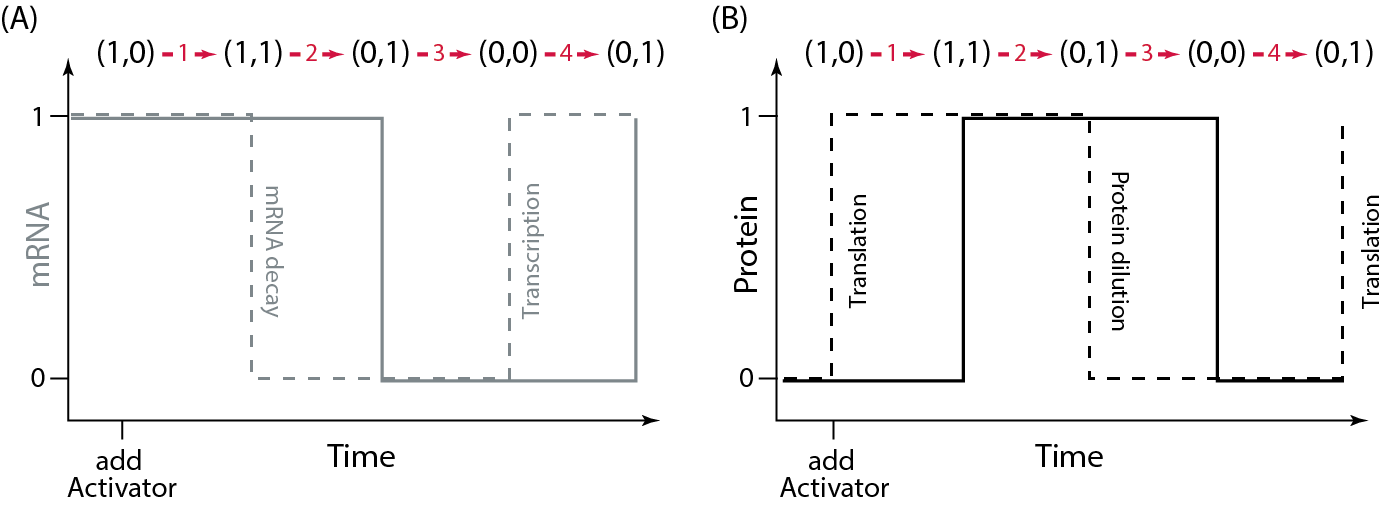 (A)
(1,0) 1 (1,1) 2 (0,1) 3 (0,0) 4 (0,1)
1
0
mRNA
mRNA decay
Transcription
add
Activator
Time
(B)
(1,0) 1 (1,1) 2 (0,1) 3 (0,0) 4 (0,1)
1
0
Protein
Translation
Protein dilution
Translation
add
Activator
Time